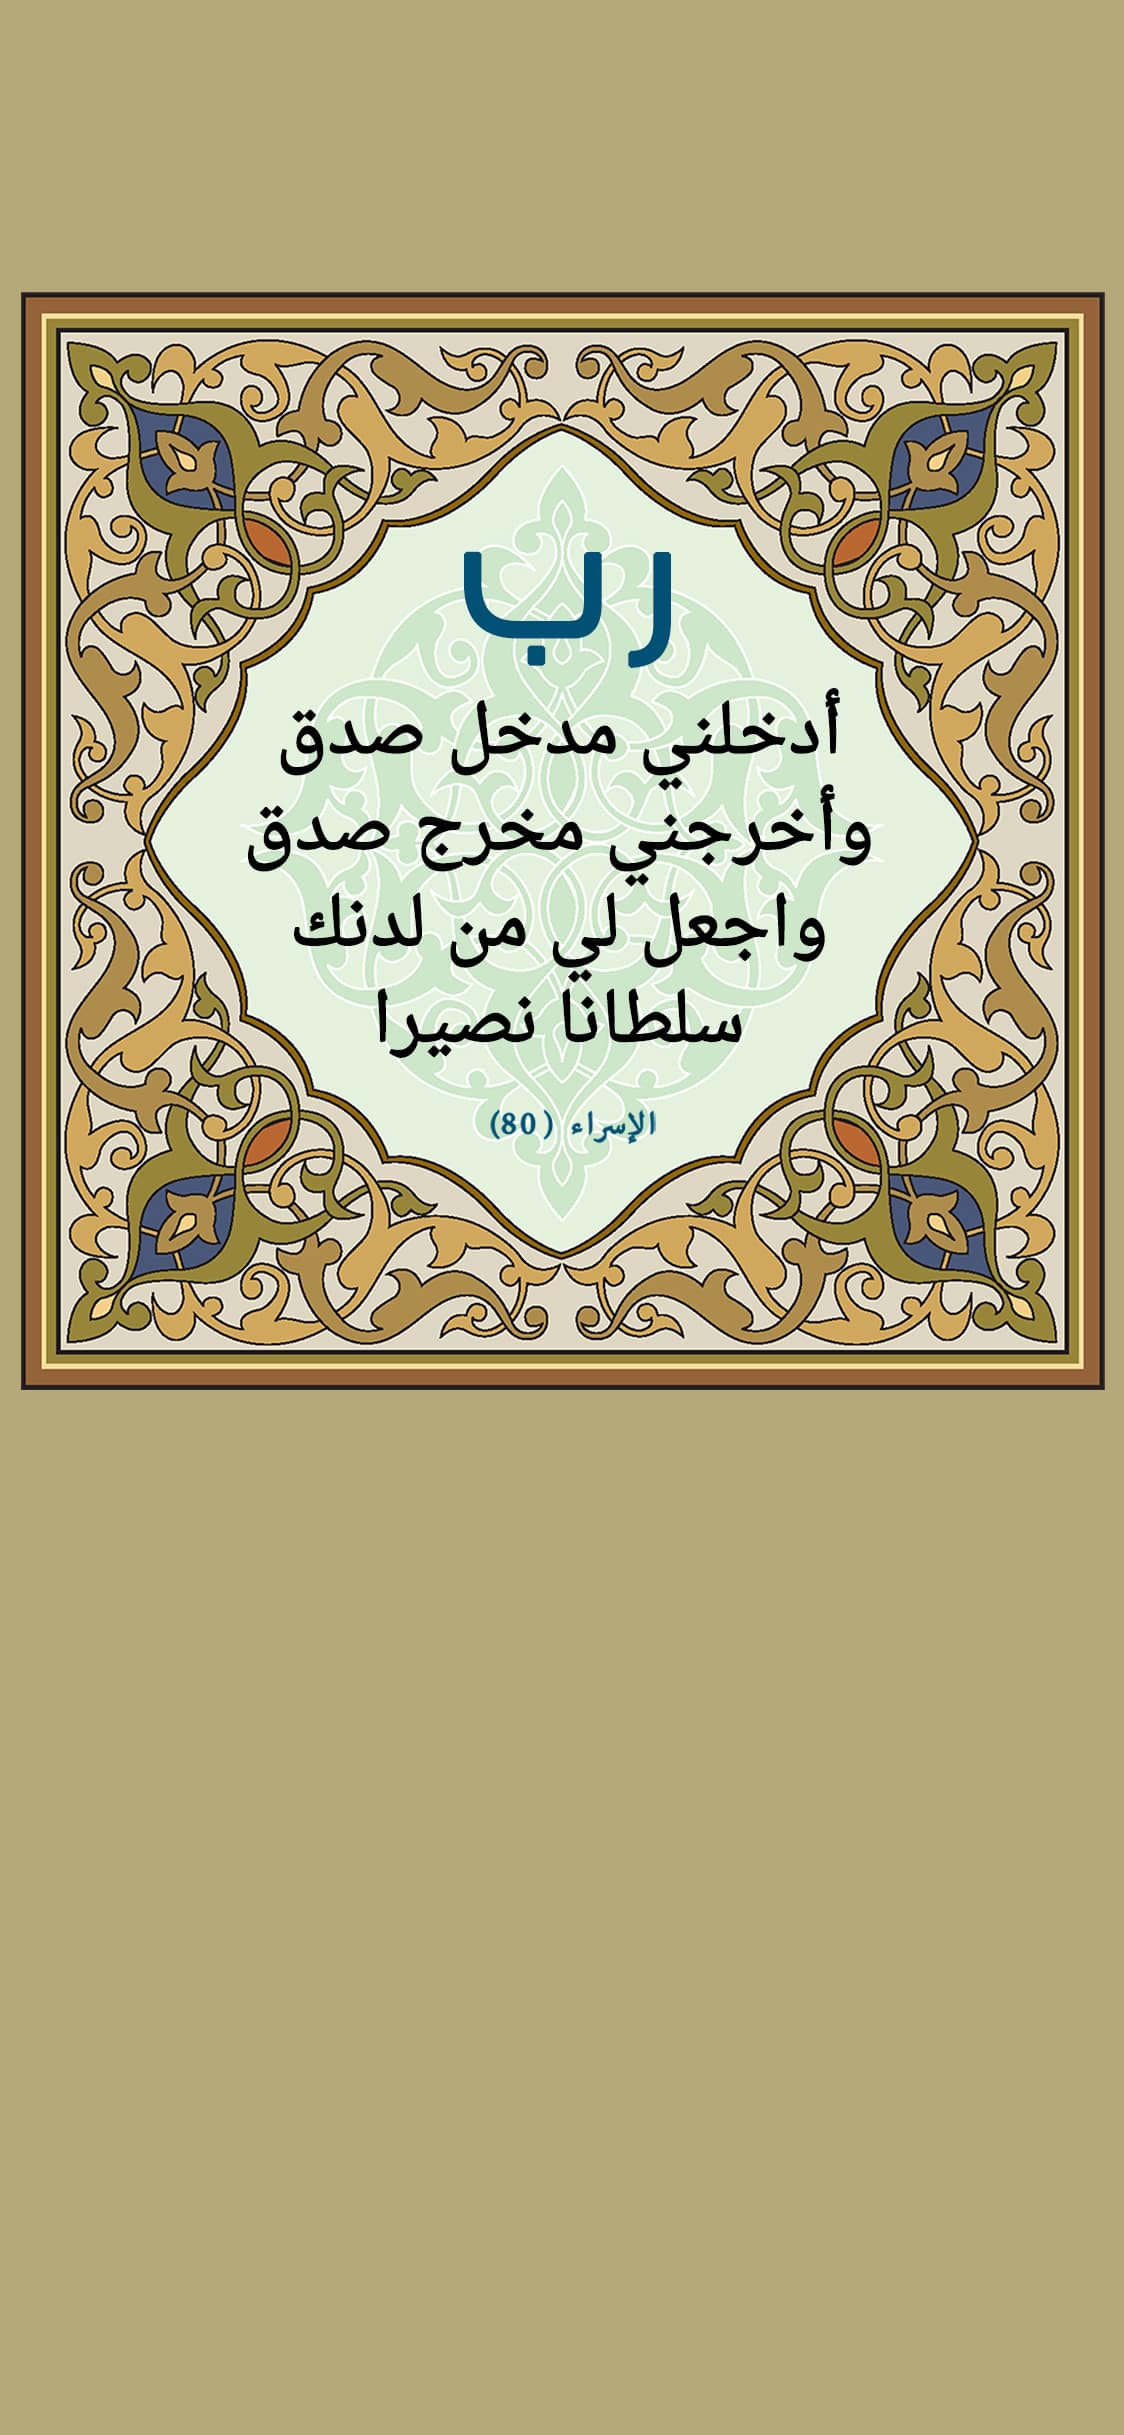 رب
أدخلني مدخل صدق
وأخرجني مخرج صدق
واجعل لي من لدنك
سلطانا نصيرا
الإسراء (80)